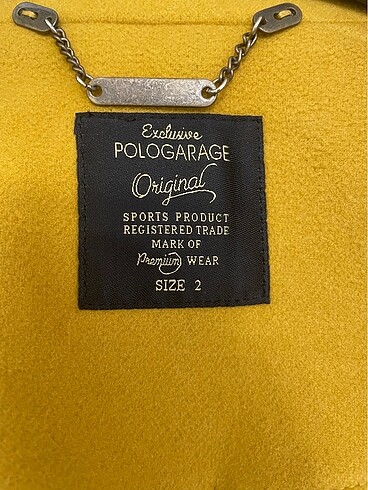 Exclusive
POLOGARAGE
Original
SPORTS PRODUCT
REGISTERED TRADE
MARK OF
Premium WEAR
SIZE 2